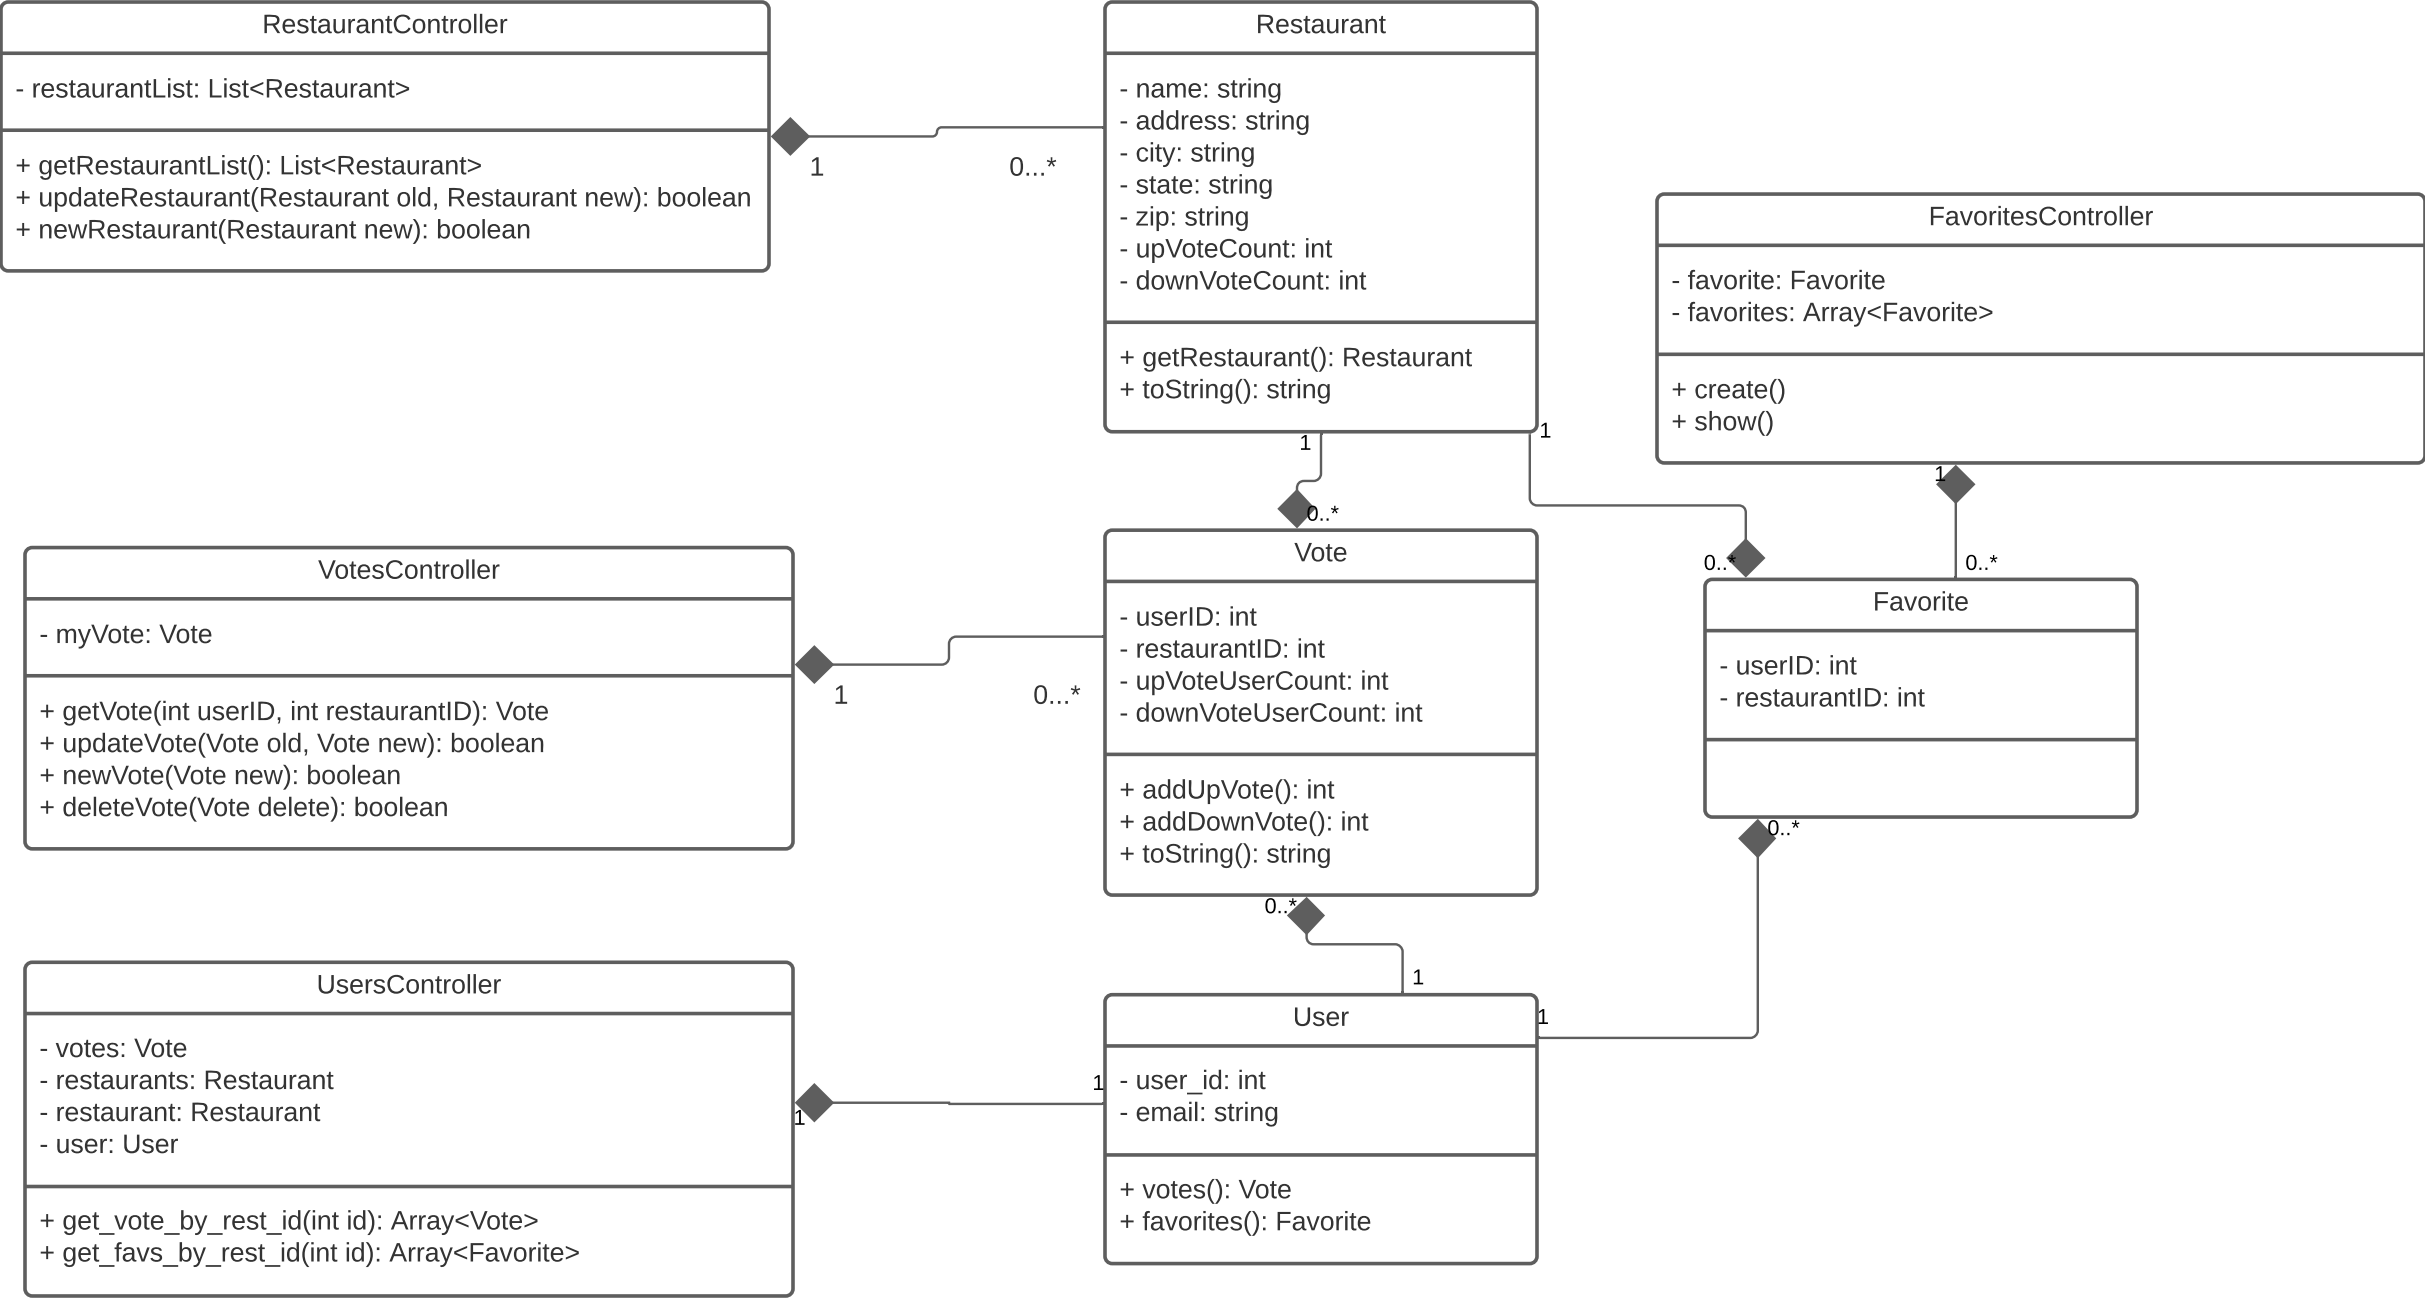 RestaurantController
- restaurantList: List<Restaurant>
+ getRestaurantList(): List<Restaurant>
+ updateRestaurant(Restaurant old, Restaurant new): boolean
+ newRestaurant(Restaurant new): boolean
1
0...*
Restaurant
- name: string
- address: string
- city: string
- state: string
- zip: string
- upVoteCount: int
- downVoteCount: int
+ getRestaurant(): Restaurant
+ toString(): string
1
1
0..*
0..*
FavoritesController
- favorite: Favorite
- favorites: Array<Favorite>
+ create()
+ show()
1
0..*
VotesController
- myVote: Vote
+ getVote(int userID, int restaurantID): Vote
+ updateVote(Vote old, Vote new): boolean
+ newVote(Vote new): boolean
+ deleteVote(Vote delete): boolean
1
0...*
Vote
- userID: int
- restaurantID: int
- upVoteUserCount: int
- downVoteUserCount: int
+ addUpVote(): int
+ addDownVote(): int
+ toString(): string
0..*
1
Favorite
- userID: int
- restaurantID: int
0..*
1
UsersController
- votes: Vote
- restaurants: Restaurant
- restaurant: Restaurant
- user: User
+ get_vote_by_rest_id(int id): Array<Vote>
+ get_favs_by_rest_id(int id): Array<Favorite>
1
1
User
- user_id: int
- email: string
+ votes(): Vote
+ favorites(): Favorite